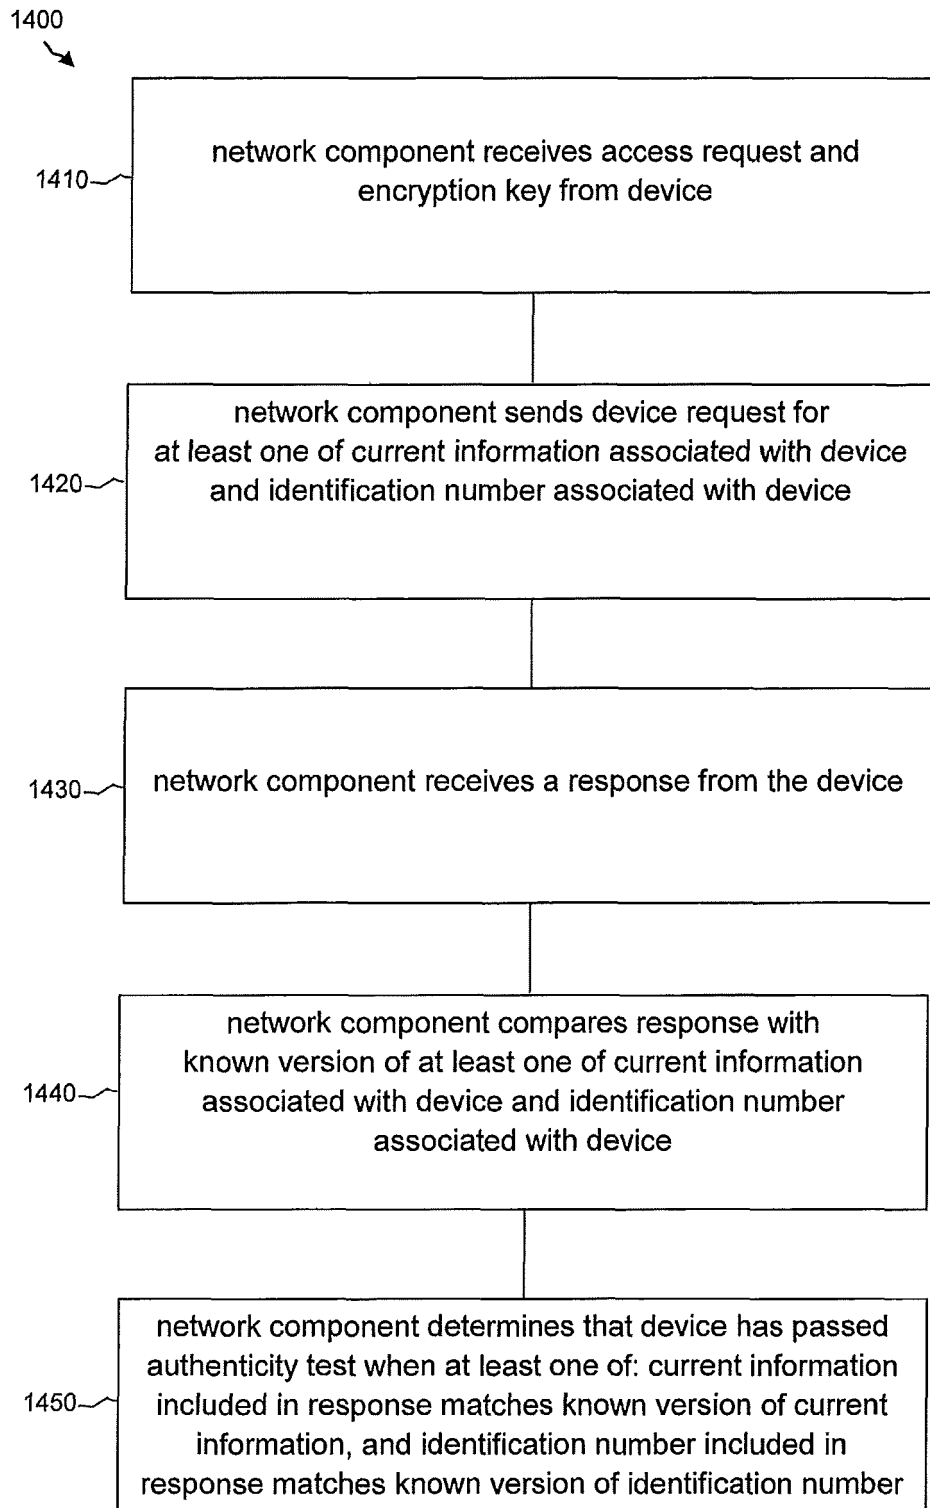 1400
network component receives access request and
encryption key from device
1410
network component sends device request for
at least one of current information associated with device
and identification number associated with device
1420
network component receives a response from the device
1430
network component compares response with
known version of at least one of current information
associated with device and identification number
associated with device
1440
network component determines that device has passed
authenticity test when at least one of: current information
included in response matches known version of current
information, and identification number included in
response matches known version of identification number
1450